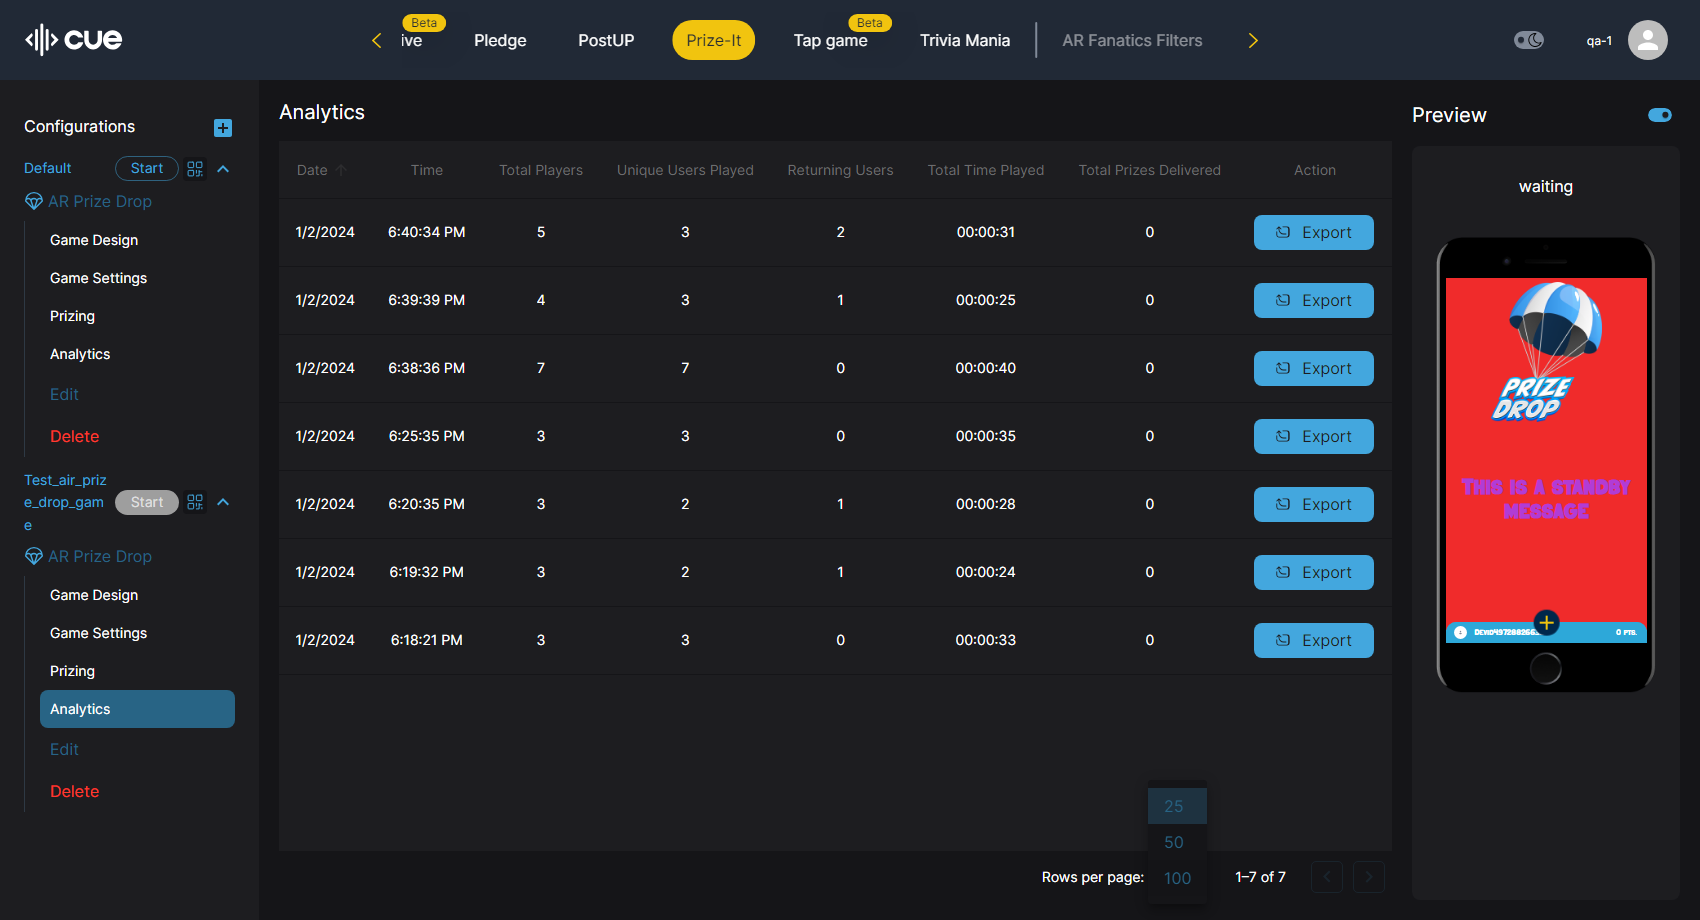 cue
Beta
ive
Pledge
PostUP
Prize-It
Beta
Tap game
Trivia Mania
AR Fanatics Filters
qa-1
Configurations
Default
Start
AR Prize Drop
Game Design
Game Settings
Prizing
Analytics
Edit
Delete
Test_air_priz
e_drop_gam
e
Start
AR Prize Drop
Game Design
Game Settings
Prizing
Analytics
Edit
Delete
Analytics
Date Time Total Players Unique Users Played Returning Users Total Time Played Total Prizes Delivered Action
1/2/2024 6:40:34 PM 5 3 2 00:00:31 0 Export
1/2/2024 6:39:39 PM 4 3 1 00:00:25 0 Export
1/2/2024 6:38:36 PM 7 7 0 00:00:40 0 Export
1/2/2024 6:25:35 PM 3 3 0 00:00:35 0 Export
1/2/2024 6:20:35 PM 3 2 1 00:00:28 0 Export
1/2/2024 6:19:32 PM 3 2 1 00:00:24 0 Export
1/2/2024 6:18:21 PM 3 3 0 00:00:33 0 Export
25
50
100
Rows per page:
1–7 of 7
Preview
waiting
PRIZE
DROP
THIS IS A STANDBY
MESSAGE
0 PTS.